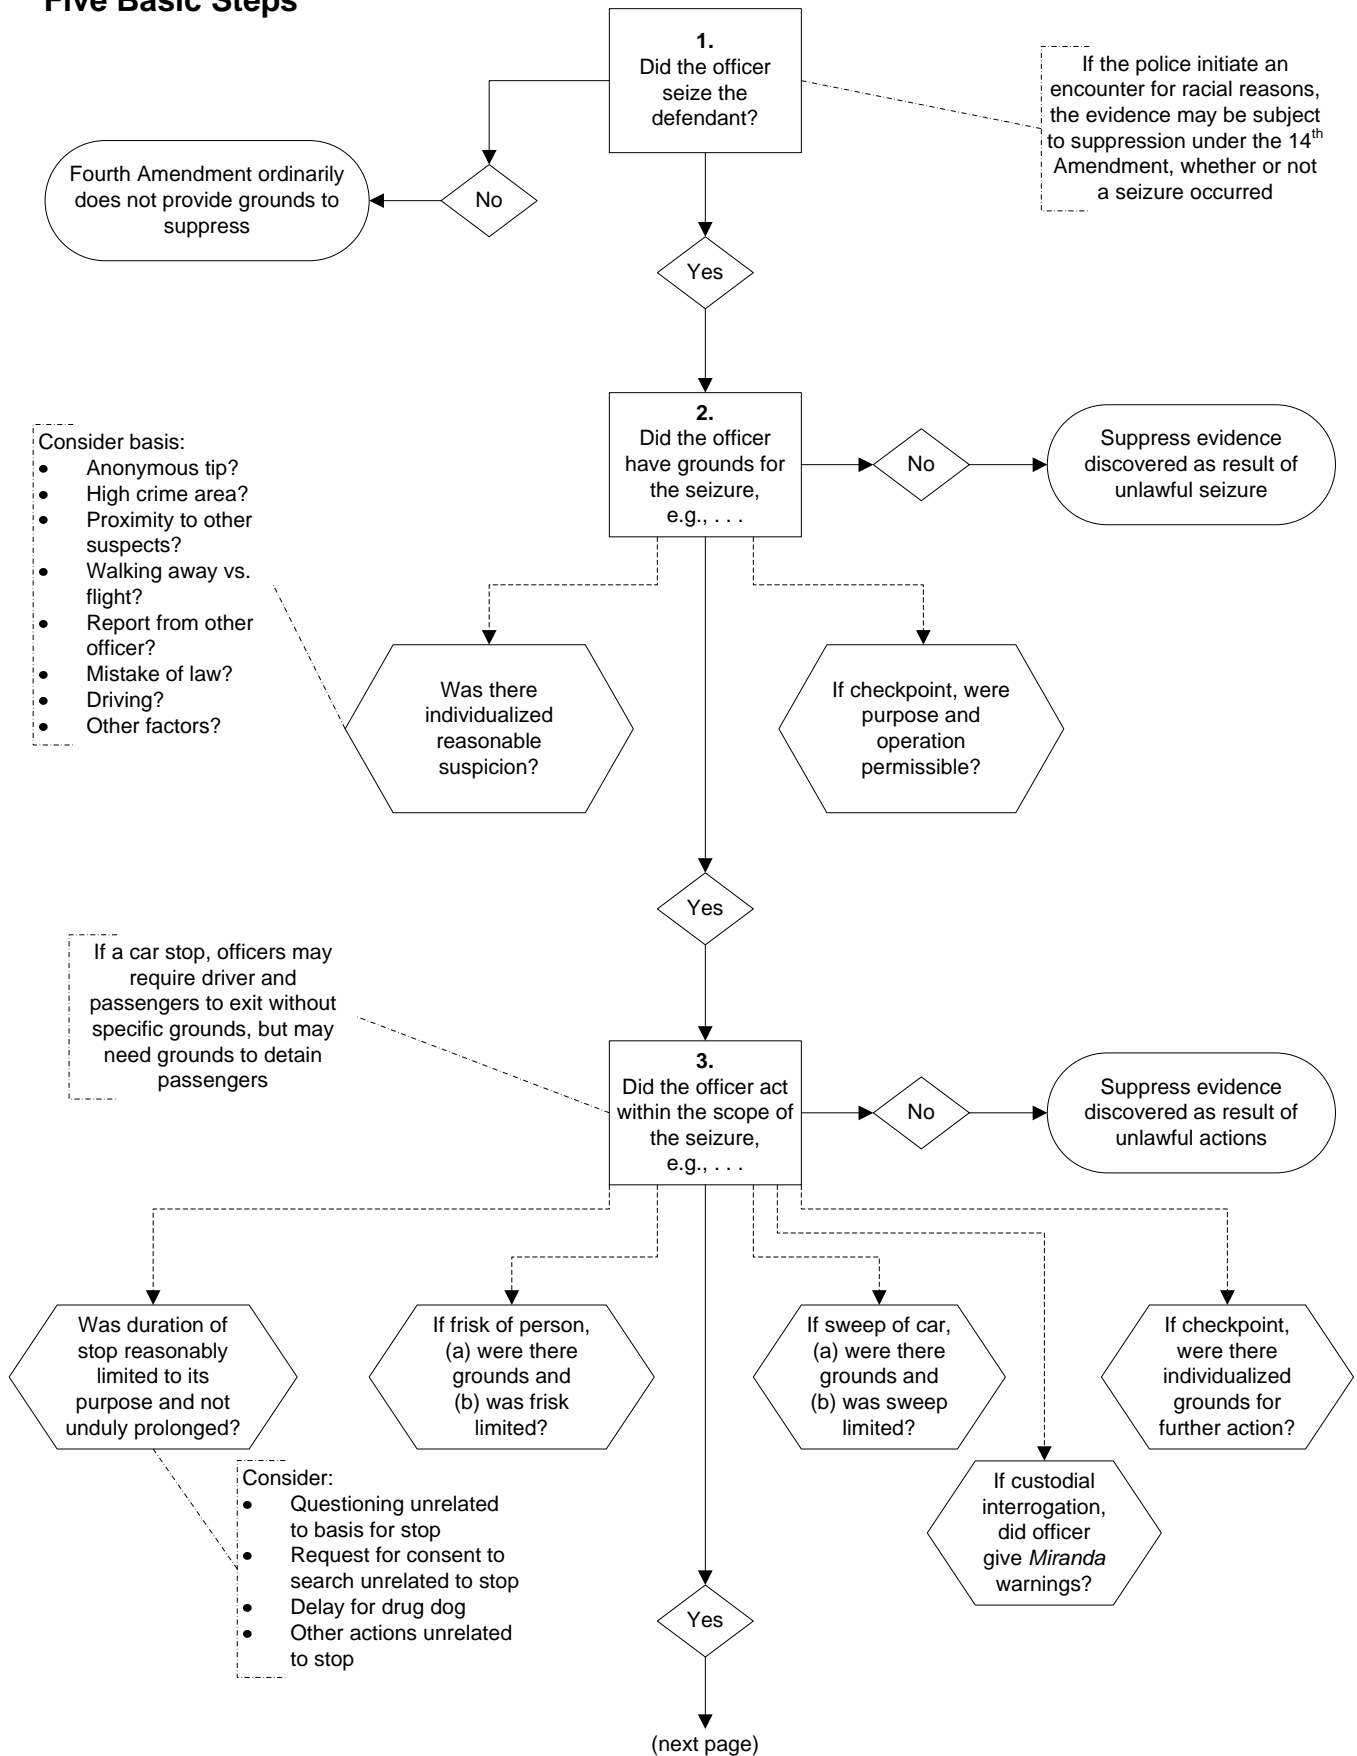 Five Basic Steps
1.
Did the officer
seize the
defendant?
If the police initiate an
encounter for racial reasons,
the evidence may be subject
to suppression under the 14th
Amendment, whether or not
a seizure occurred
Fourth Amendment ordinarily
does not provide grounds to
suppress
No
Yes
2.
Did the officer
have grounds for
the seizure,
e.g., . . .
No
Suppress evidence
discovered as result of
unlawful seizure
Consider basis:
• Anonymous tip?
• High crime area?
• Proximity to other
suspects?
• Walking away vs.
flight?
• Report from other
officer?
• Mistake of law?
• Driving?
• Other factors?
Was there
individualized
reasonable
suspicion?
If checkpoint, were
purpose and
operation
permissible?
Yes
If a car stop, officers may
require driver and
passengers to exit without
specific grounds, but may
need grounds to detain
passengers
3.
Did the officer act
within the scope of
the seizure,
e.g., . . .
No
Suppress evidence
discovered as result of
unlawful actions
Was duration of
stop reasonably
limited to its
purpose and not
unduly prolonged?
If frisk of person,
(a) were there
grounds and
(b) was frisk
limited?
If sweep of car,
(a) were there
grounds and
(b) was sweep
limited?
If checkpoint,
were there
individualized
grounds for
further action?
Consider:
• Questioning unrelated
to basis for stop
• Request for consent to
search unrelated to stop
• Delay for drug dog
• Other actions unrelated
to stop
If custodial
interrogation,
did officer
give Miranda
warnings?
Yes
(next page)